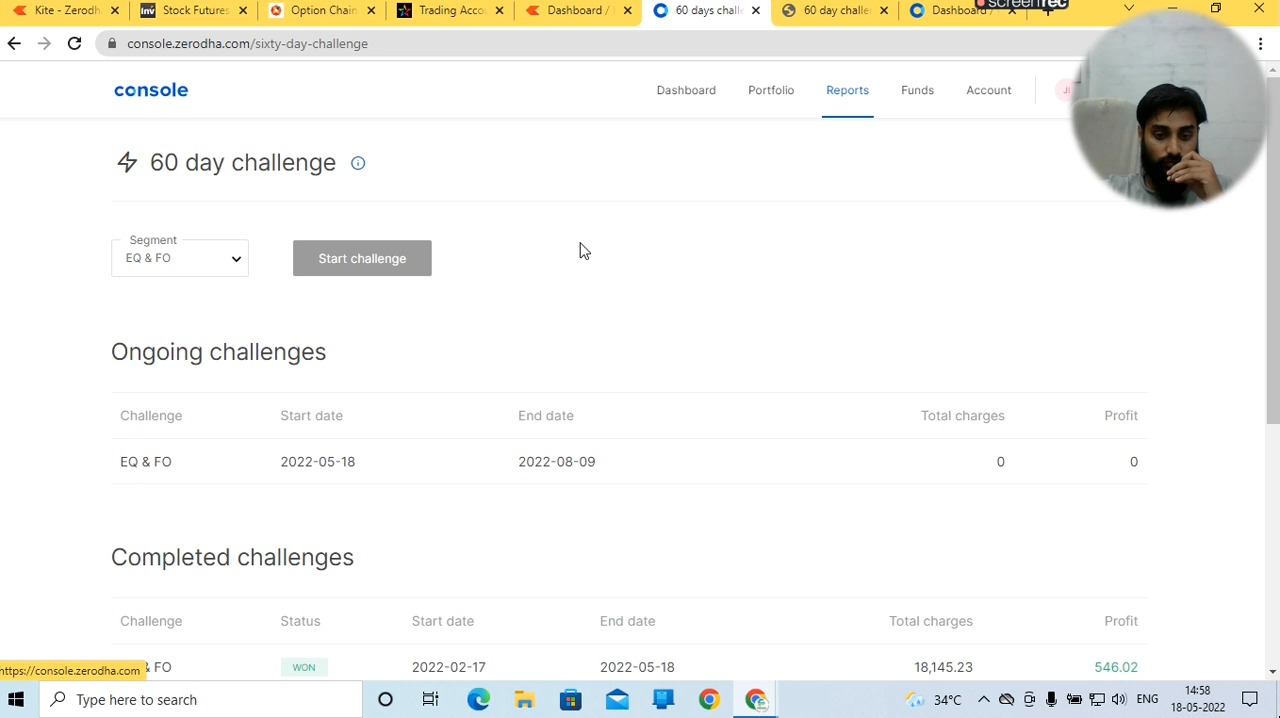 Kite - Zerod
Stock Futures
Option Chain
Trading Acco
Dashboard /
60 days chall
60 day challe
Dashboard
screenrec
console.zerodha.com/sixty-day-challenge
console
Dashboard
Portfolio
Reports
Funds
Account
60 day challenge
Segment
EQ & FO
Start challenge
Ongoing challenges
Challenge Start date End date Total charges Profit
EQ & FO 2022-05-18 2022-08-09 0 0
Completed challenges
Challenge Status Start date End date Total charges Profit
& FO WON 2022-02-17 2022-05-18 18,145.23 546.02
https://console.zerodha.com
Type here to search
34°C
ENG
14:58
18-05-2022